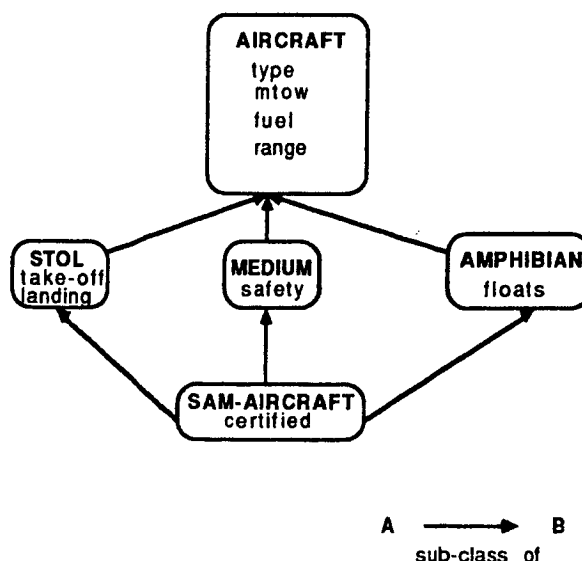 AIRCRAFT
type
mtow
fuel
range
STOL
take-off
landing
MEDIUM
safety
AMPHIBIAN
floats
SAM-AIRCRAFT
certified
A B
sub-class of